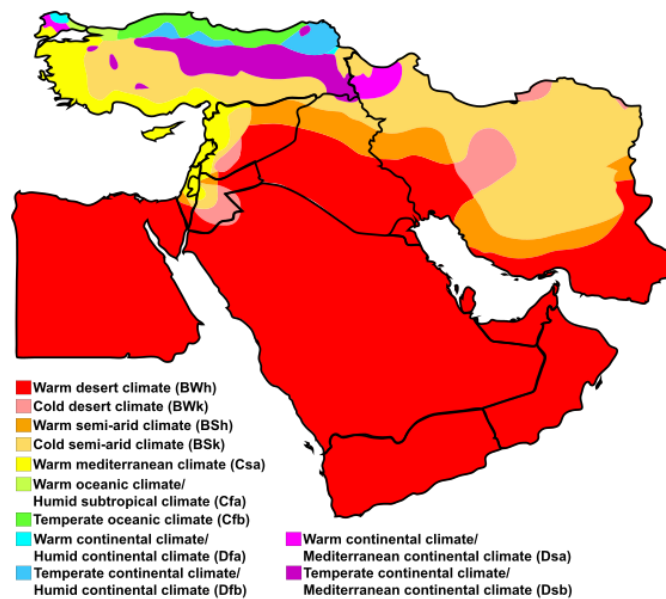 Warm desert climate (BWh)
Cold desert climate (BWk)
Warm semi-arid climate (BSh)
Cold semi-arid climate (BSk)
Warm mediterranean climate (Csa)
Warm oceanic climate/
Humid subtropical climate (Cfa)
Temperate oceanic climate (Cfb)
Warm continental climate/
Humid continental climate (Dfa)
Temperate continental climate/
Humid continental climate (Dfb)
Warm continental climate/
Mediterranean continental climate (Dsa)
Temperate continental climate/
Mediterranean continental climate (Dsb)